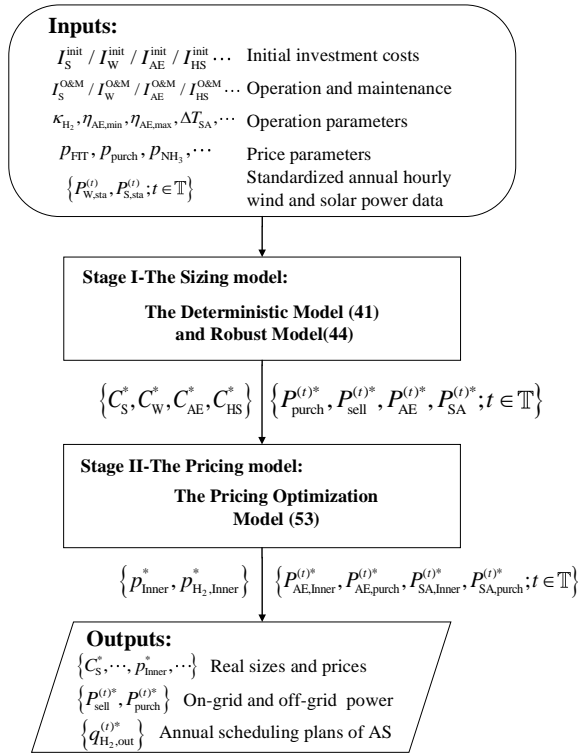 Inputs:
I_S^init / I_W^init / I_AE^init / I_HS^init ⋯ Initial investment costs
I_S^O&M / I_W^O&M / I_AE^O&M / I_HS^O&M ⋯ Operation and maintenance
κ_H₂, η_AE,min, η_AE,max, ΔT_SA, ⋯ Operation parameters
p_FIT, p_purch, p_NH₃, ⋯ Price parameters
{P_W,sta^(t), P_S,sta^(t); t ∈ 𝕋} Standardized annual hourly
wind and solar power data
Stage I-The Sizing model:
The Deterministic Model (41)
and Robust Model(44)
{C_S^*, C_W^*, C_AE^*, C_HS^*} {P_purch^(t)*, P_sell^(t)*, P_AE^(t)*, P_SA^(t)*; t ∈ 𝕋}
Stage II-The Pricing model:
The Pricing Optimization
Model (53)
{p_Inner^*, p_H₂,Inner^*} {P_AE,Inner^(t)*, P_AE,purch^(t)*, P_SA,Inner^(t)*, P_SA,purch^(t)*; t ∈ 𝕋}
Outputs:
{C_S^*, ⋯, p_Inner^*, ⋯} Real sizes and prices
{P_sell^(t)*, P_purch^(t)*} On-grid and off-grid power
{q_H₂,out^(t)*} Annual scheduling plans of AS